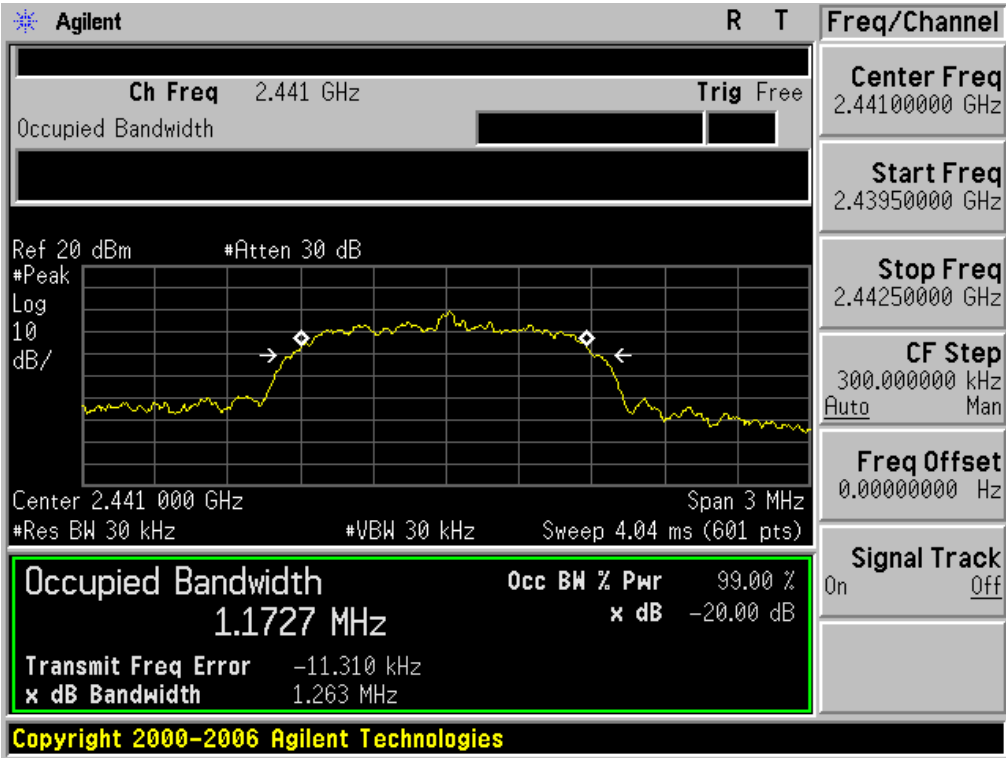 Agilent R T
Ch Freq 2.441 GHz Trig Free
Occupied Bandwidth
Ref 20 dBm #Atten 30 dB
#Peak
Log
10
dB/
Center 2.441 000 GHz Span 3 MHz
#Res BW 30 kHz #VBW 30 kHz Sweep 4.04 ms (601 pts)
Occupied Bandwidth Occ BW % Pwr 99.00 %
1.1727 MHz x dB -20.00 dB
Transmit Freq Error -11.310 kHz
x dB Bandwidth 1.263 MHz
Copyright 2000-2006 Agilent Technologies
Freq/Channel
Center Freq
2.44100000 GHz
Start Freq
2.43950000 GHz
Stop Freq
2.44250000 GHz
CF Step
300.000000 kHz
Auto Man
Freq Offset
0.00000000 Hz
Signal Track
On Off